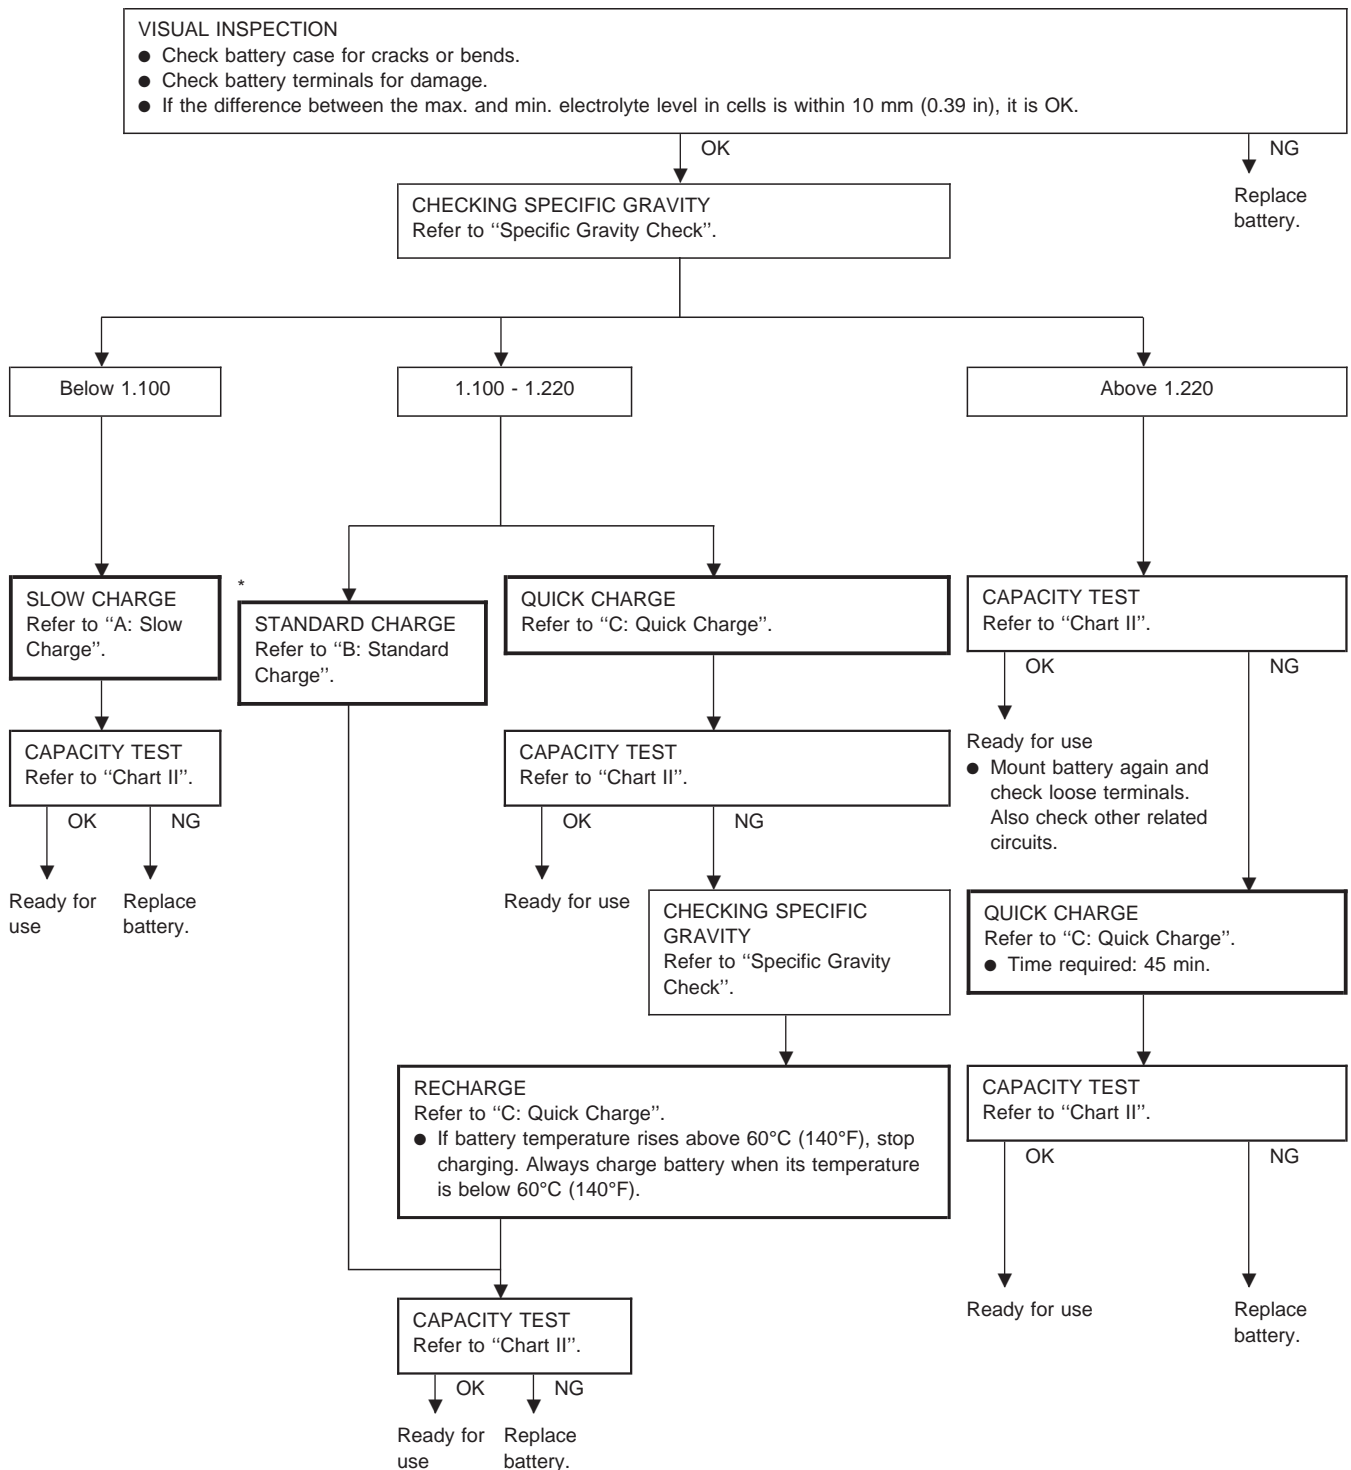 VISUAL INSPECTION
● Check battery case for cracks or bends.
● Check battery terminals for damage.
● If the difference between the max. and min. electrolyte level in cells is within 10 mm (0.39 in), it is OK.
OK
NG
Replace
battery.
CHECKING SPECIFIC GRAVITY
Refer to ‘‘Specific Gravity Check’’.
Below 1.100
1.100 - 1.220
Above 1.220
SLOW CHARGE
Refer to ‘‘A: Slow
Charge’’.
*
STANDARD CHARGE
Refer to ‘‘B: Standard
Charge’’.
QUICK CHARGE
Refer to ‘‘C: Quick Charge’’.
CAPACITY TEST
Refer to ‘‘Chart II’’.
OK
NG
CAPACITY TEST
Refer to ‘‘Chart II’’.
OK
NG
Ready for
use
Replace
battery.
CAPACITY TEST
Refer to ‘‘Chart II’’.
OK
NG
Ready for use
Ready for use
● Mount battery again and
check loose terminals.
Also check other related
circuits.
CHECKING SPECIFIC
GRAVITY
Refer to ‘‘Specific Gravity
Check’’.
QUICK CHARGE
Refer to ‘‘C: Quick Charge’’.
● Time required: 45 min.
RECHARGE
Refer to ‘‘C: Quick Charge’’.
● If battery temperature rises above 60°C (140°F), stop
charging. Always charge battery when its temperature
is below 60°C (140°F).
CAPACITY TEST
Refer to ‘‘Chart II’’.
OK
NG
Ready for use
Replace
battery.
CAPACITY TEST
Refer to ‘‘Chart II’’.
OK
NG
Ready for
use
Replace
battery.